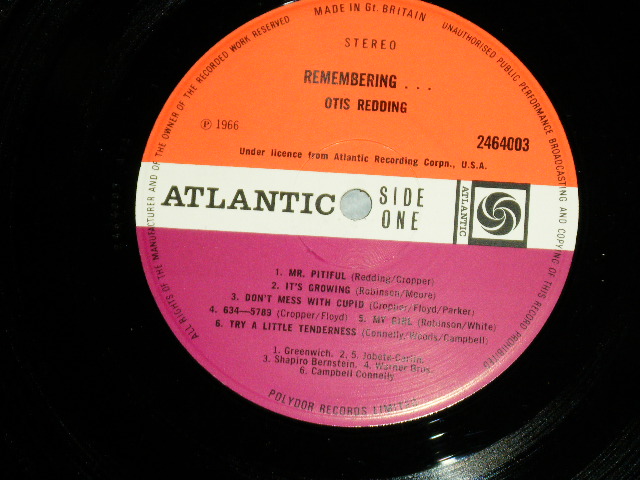 MADE IN Gt. BRITAIN
UNAUTHORISED PUBLIC PERFORMANCE BROADCASTING AND COPYING OF THIS RECORD PROHIBITED
ALL RIGHTS OF THE MANUFACTURER AND OF THE OWNER OF THE RECORDED WORK RESERVED
STEREO
REMEMBERING . . .
OTIS REDDING
℗ 1966
2464003
Under licence from Atlantic Recording Corpn., U.S.A.
ATLANTIC
SIDE
ONE
ATLANTIC
1. MR. PITIFUL (Redding/Cropper)
2. IT'S GROWING (Robinson/Moore)
3. DON'T MESS WITH CUPID (Cropper/Floyd/Parker)
4. 634—5789 (Cropper/Floyd) 5. MY GIRL (Robinson/White)
6. TRY A LITTLE TENDERNESS (Connelly/Woods/Campbell)
1. Greenwich. 2, 5. Jobete-Carlin.
3. Shapiro Bernstein. 4. Warner Bros.
6. Campbell Connelly
POLYDOR RECORDS LIMITED